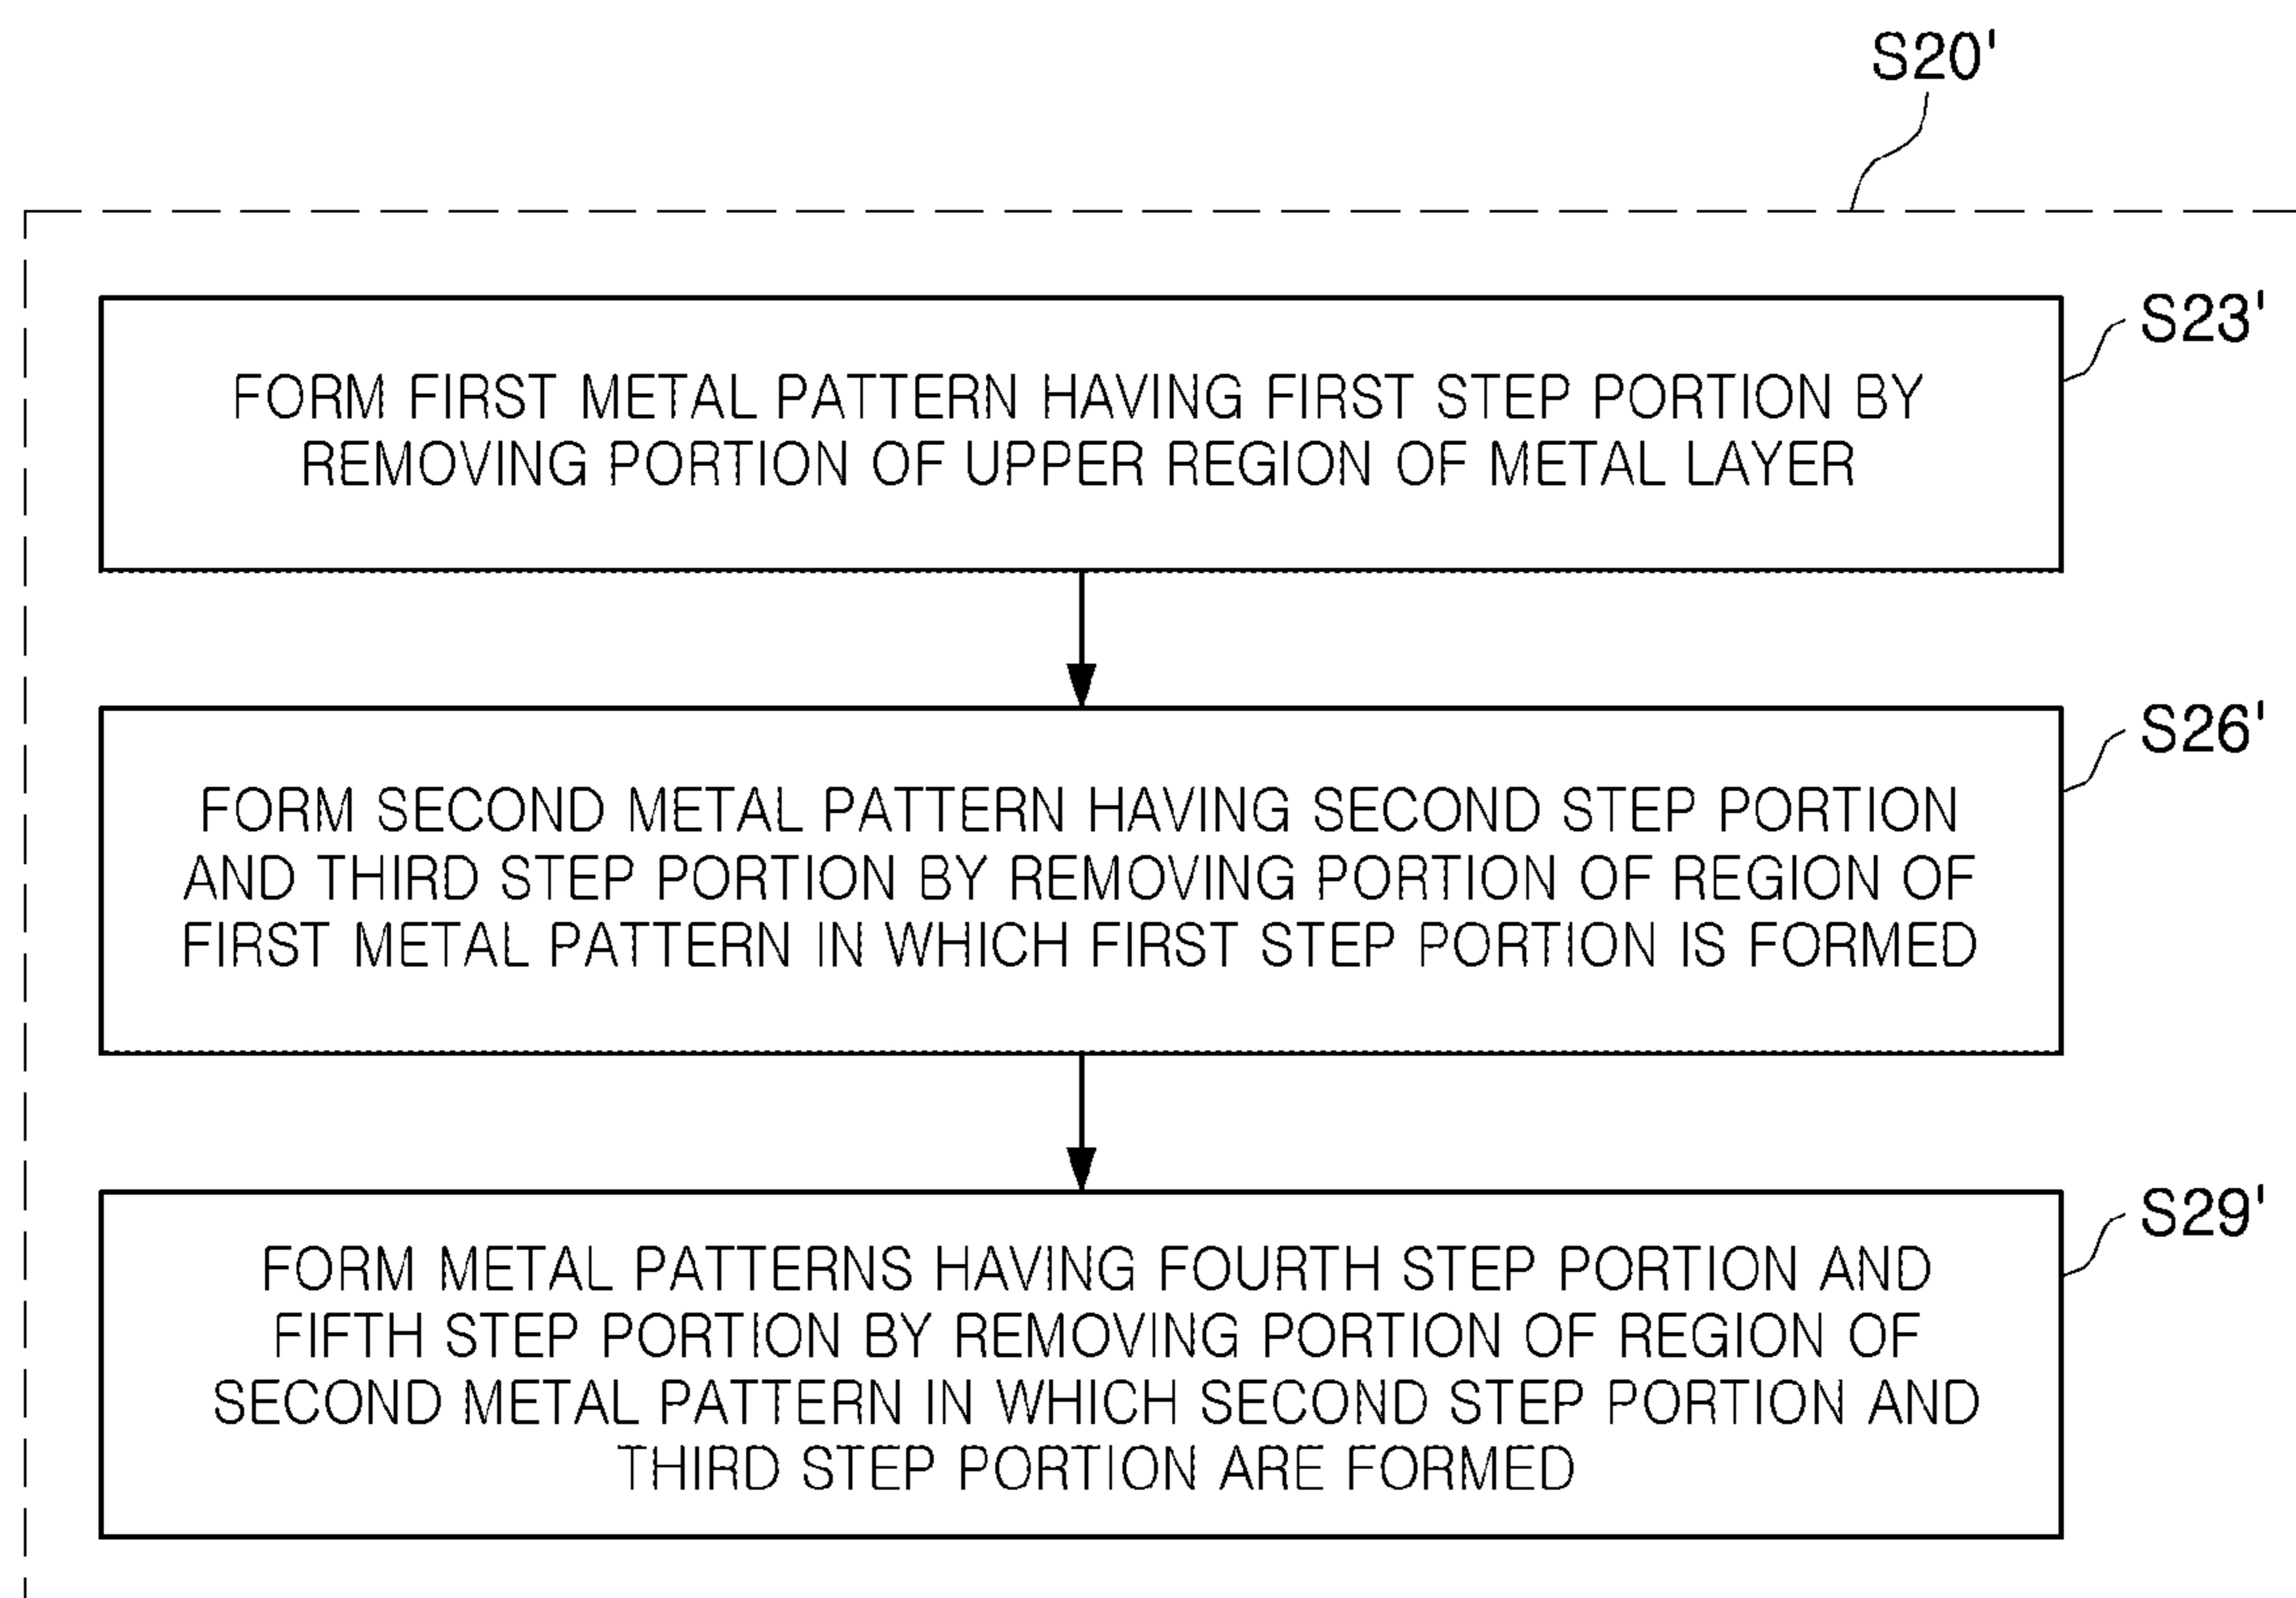 S20'
S23'
FORM FIRST METAL PATTERN HAVING FIRST STEP PORTION BY
REMOVING PORTION OF UPPER REGION OF METAL LAYER
S26'
FORM SECOND METAL PATTERN HAVING SECOND STEP PORTION
AND THIRD STEP PORTION BY REMOVING PORTION OF REGION OF
FIRST METAL PATTERN IN WHICH FIRST STEP PORTION IS FORMED
S29'
FORM METAL PATTERNS HAVING FOURTH STEP PORTION AND
FIFTH STEP PORTION BY REMOVING PORTION OF REGION OF
SECOND METAL PATTERN IN WHICH SECOND STEP PORTION AND
THIRD STEP PORTION ARE FORMED